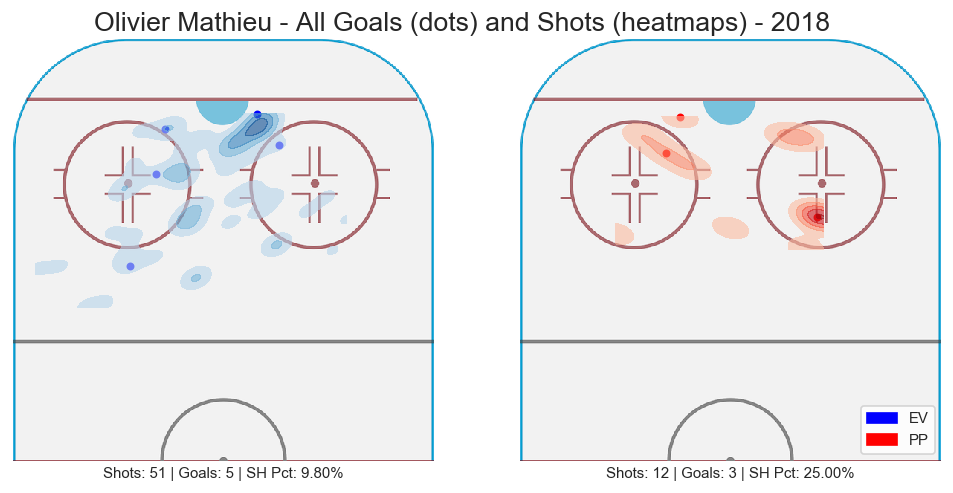 Olivier Mathieu - All Goals (dots) and Shots (heatmaps) - 2018
EV
PP
Shots: 51 | Goals: 5 | SH Pct: 9.80%
Shots: 12 | Goals: 3 | SH Pct: 25.00%